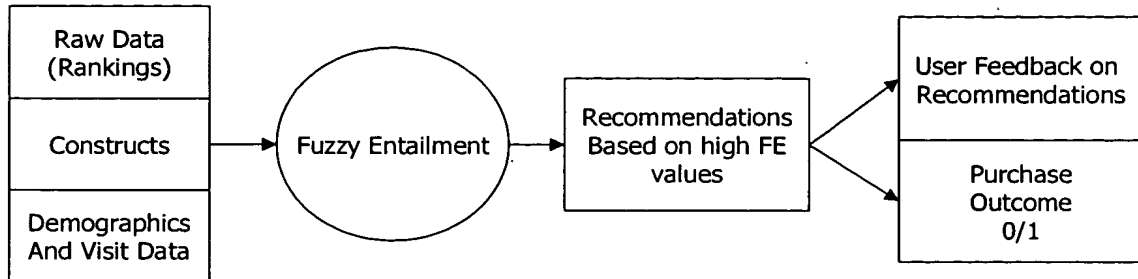 Raw Data
(Rankings)
Constructs
Demographics
And Visit Data
Fuzzy Entailment
Recommendations
Based on high FE
values
User Feedback on
Recommendations
Purchase
Outcome
0/1